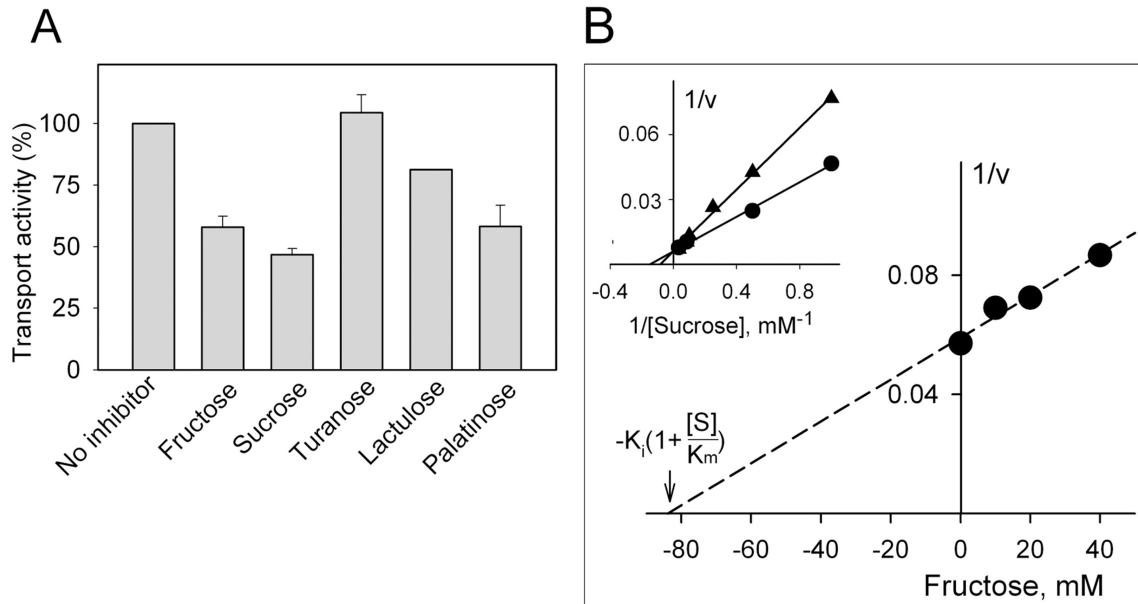 A
Transport activity (%)
100
75
50
25
0
No inhibitor
Fructose
Sucrose
Turanose
Lactulose
Palatinose
B
1/v
0.06
0.03
-0.4
0.0
0.4
0.8
1/[Sucrose], mM⁻¹
1/v
0.08
0.04
-Kᵢ(1+[S]/Kₘ)
-80
-60
-40
-20
0
20
40
Fructose, mM